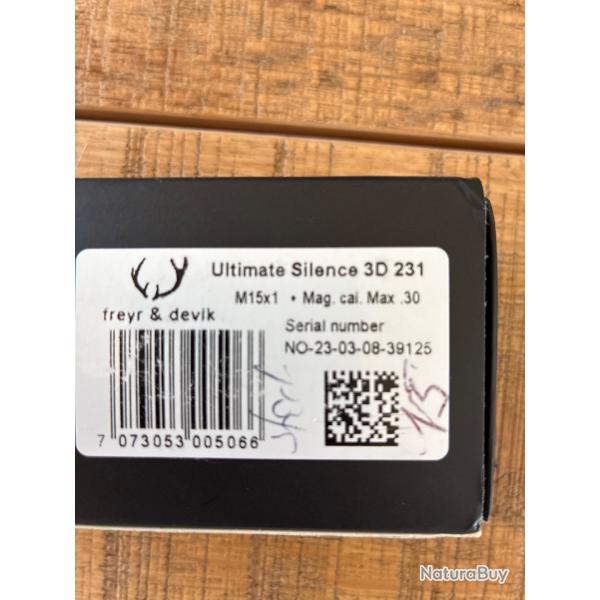 Ultimate Silence 3D 231
M15x1 • Mag. cal. Max .30
freyr & devik
Serial number
NO-23-03-08-39125
7 073053 005066
NaturaBuy